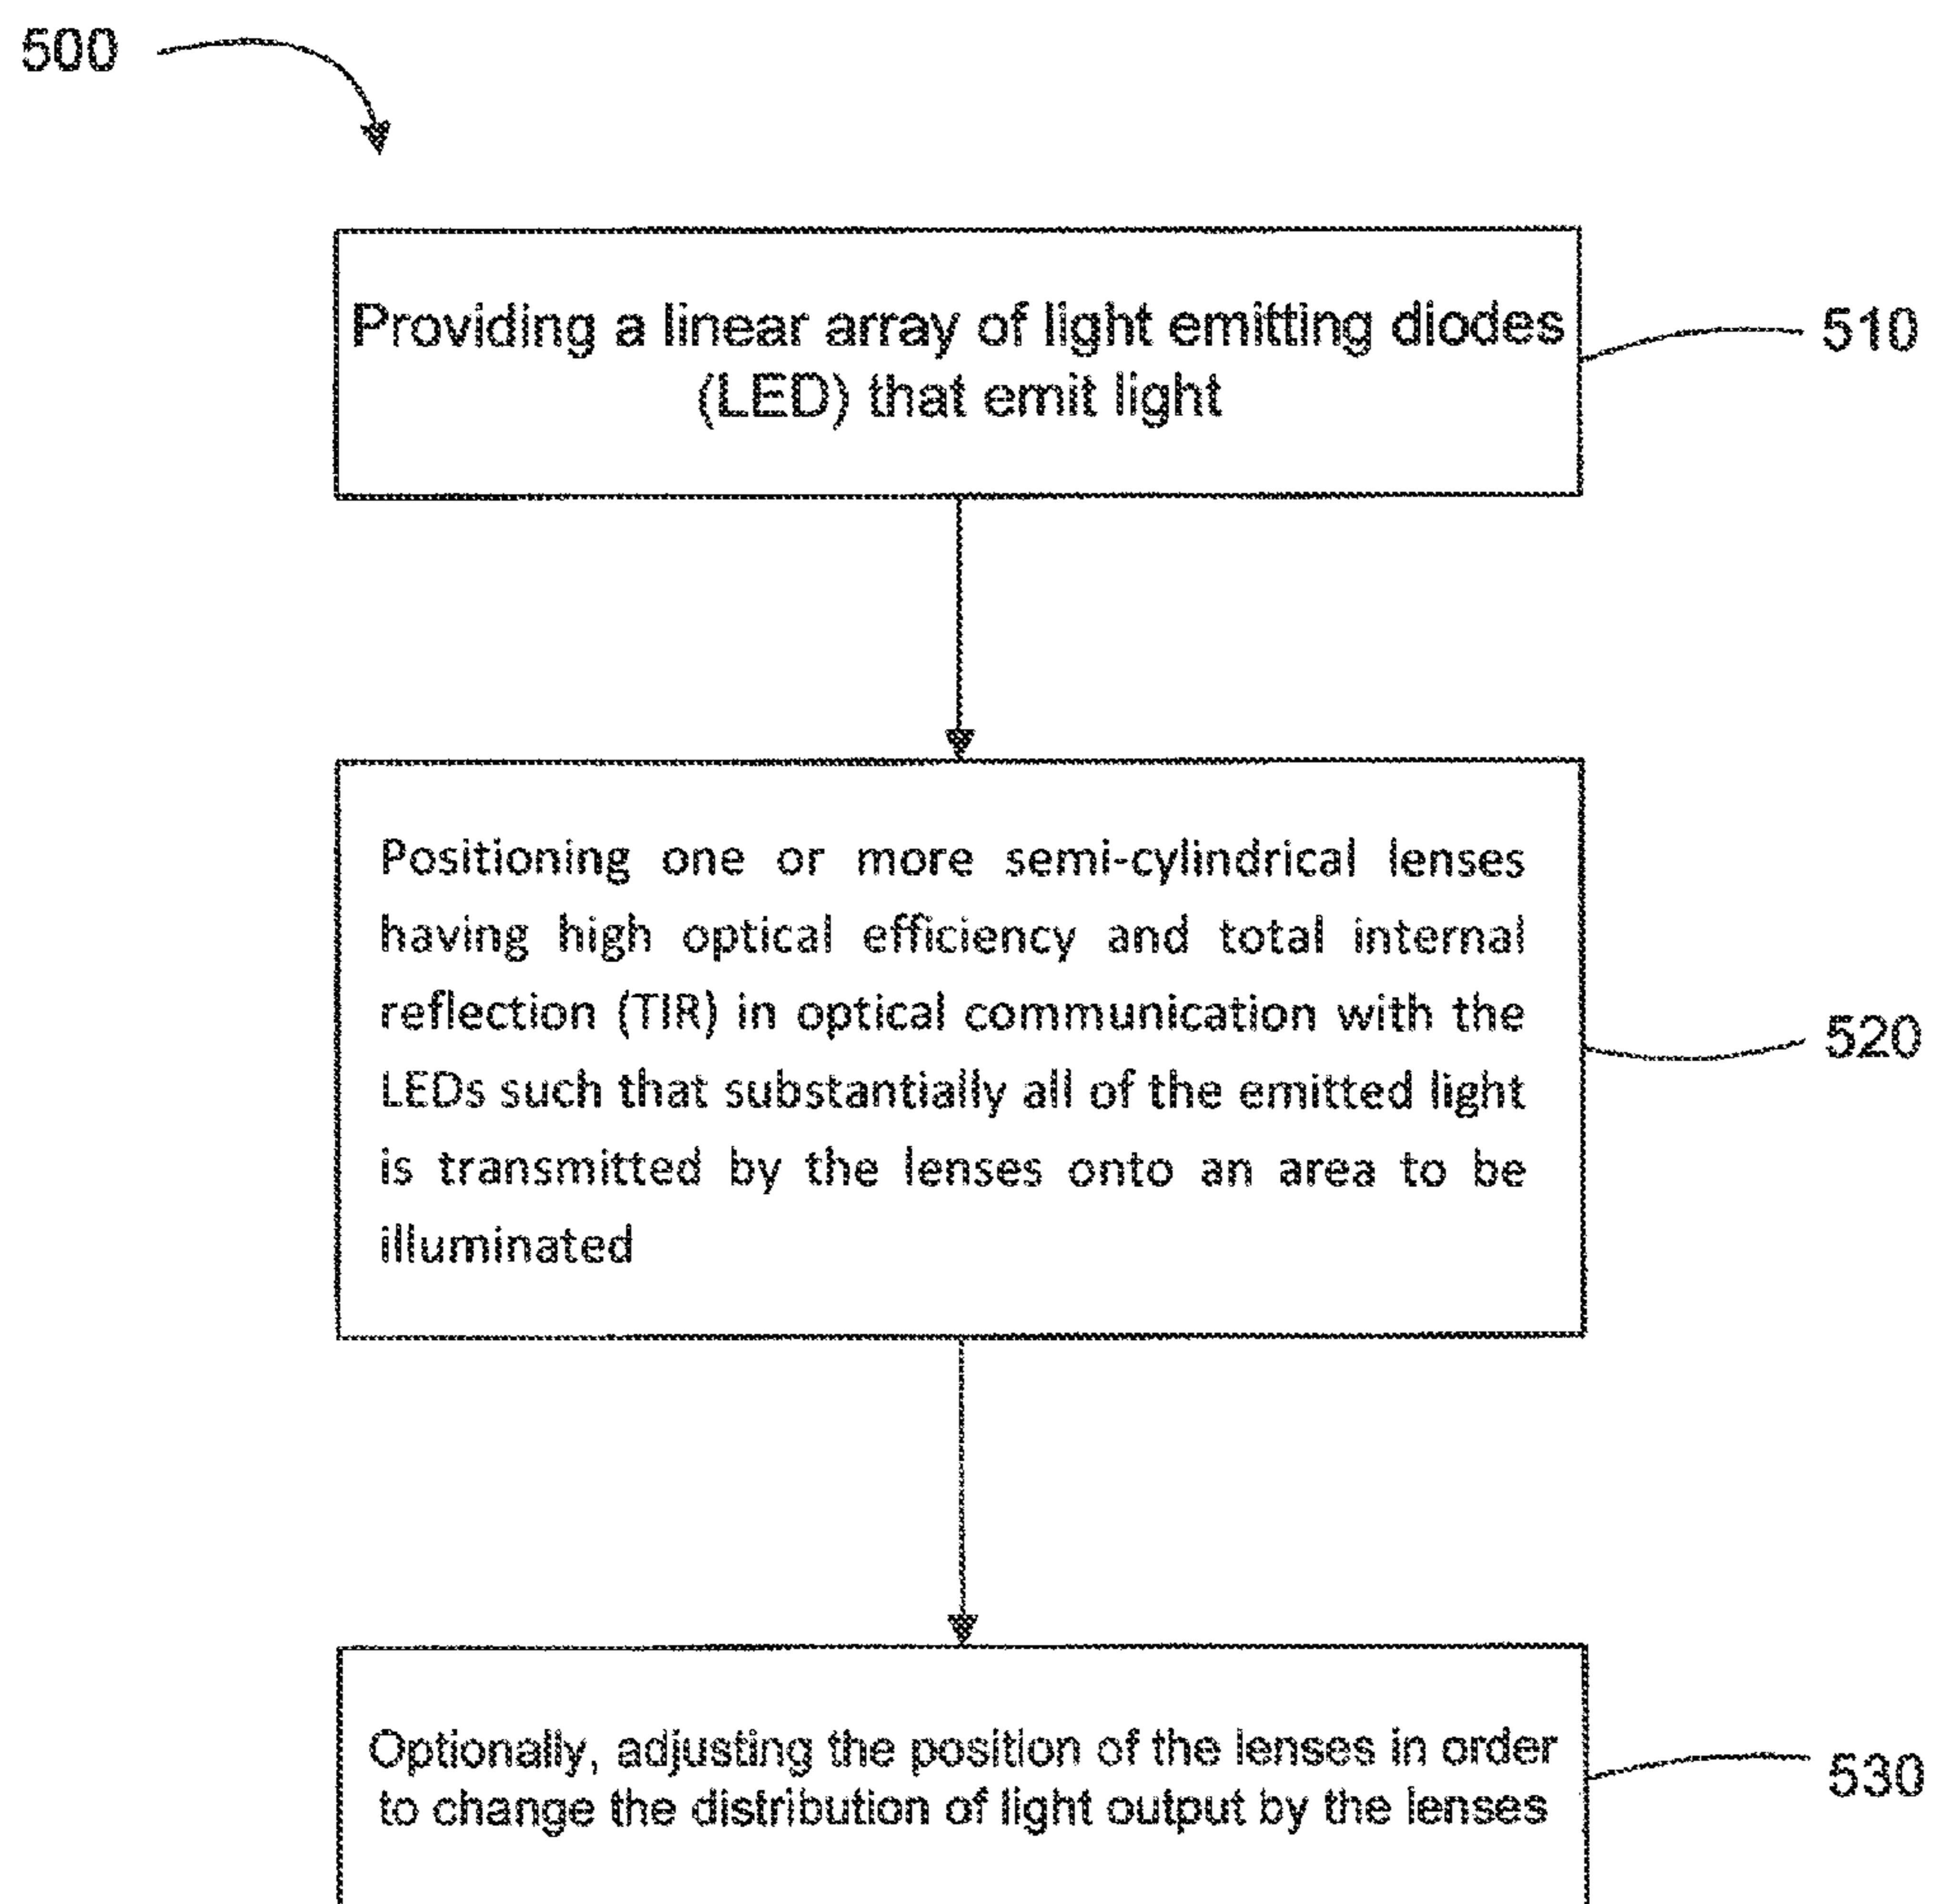 500
Providing a linear array of light emitting diodes
(LED) that emit light
510
Positioning one or more semi-cylindrical lenses
having high optical efficiency and total internal
reflection (TIR) in optical communication with the
LEDs such that substantially all of the emitted light
is transmitted by the lenses onto an area to be
illuminated
520
Optionally, adjusting the position of the lenses in order
to change the distribution of light output by the lenses
530